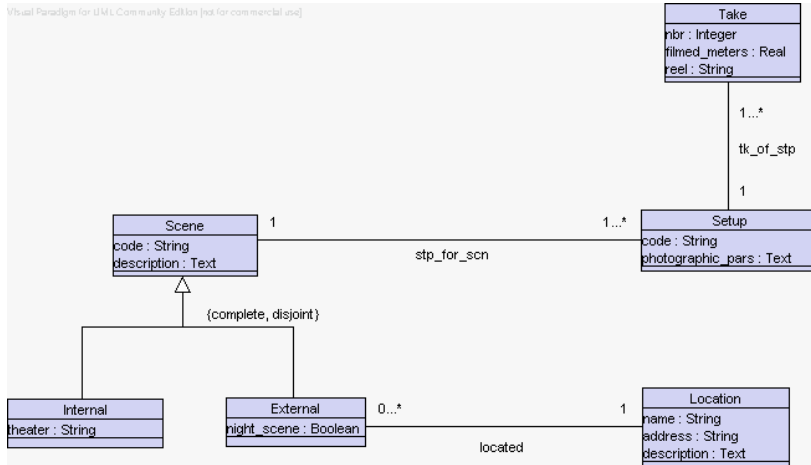 Visual Paradigm for UML Community Edition [not for commercial use]
Take
nbr : Integer
filmed_meters : Real
reel : String
1...*
tk_of_stp
1
Scene
code : String
description : Text
1
1...*
stp_for_scn
Setup
code : String
photographic_pars : Text
{complete, disjoint}
Internal
theater : String
External
night_scene : Boolean
0...*
1
located
Location
name : String
address : String
description : Text